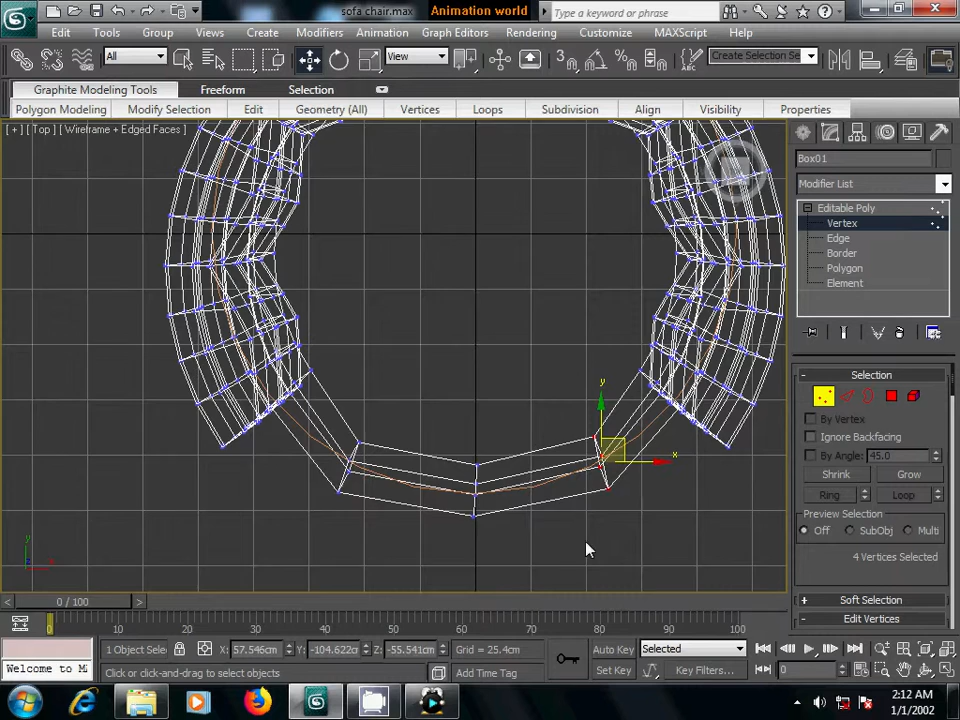 sofa chair.max
Animation world
Type a keyword or phrase
Edit Tools Group Views Create Modifiers Animation Graph Editors Rendering Customize MAXScript Help
All View Create Selection Se
Graphite Modeling Tools Freeform Selection
Polygon Modeling Modify Selection Edit Geometry (All) Vertices Loops Subdivision Align Visibility Properties
[ + ] [ Top ] [ Wireframe + Edged Faces ]
Box01
Modifier List
Editable Poly
Vertex
Edge
Border
Polygon
Element
- Selection
By Vertex
Ignore Backfacing
By Angle: 45.0
Shrink Grow
Ring Loop
Preview Selection
Off SubObj Multi
4 Vertices Selected
+ Soft Selection
- Edit Vertices
y
x
y
x
< 0 / 100 >
0 10 20 30 40 50 60 70 80 90 100
1 Object Sele X: 57.546cm Y: -104.622cm Z: -55.541cm Grid = 25.4cm Auto Key Selected
Welcome to M Click or click-and-drag to select objects Add Time Tag Set Key Key Filters... 0
2:12 AM
1/1/2002